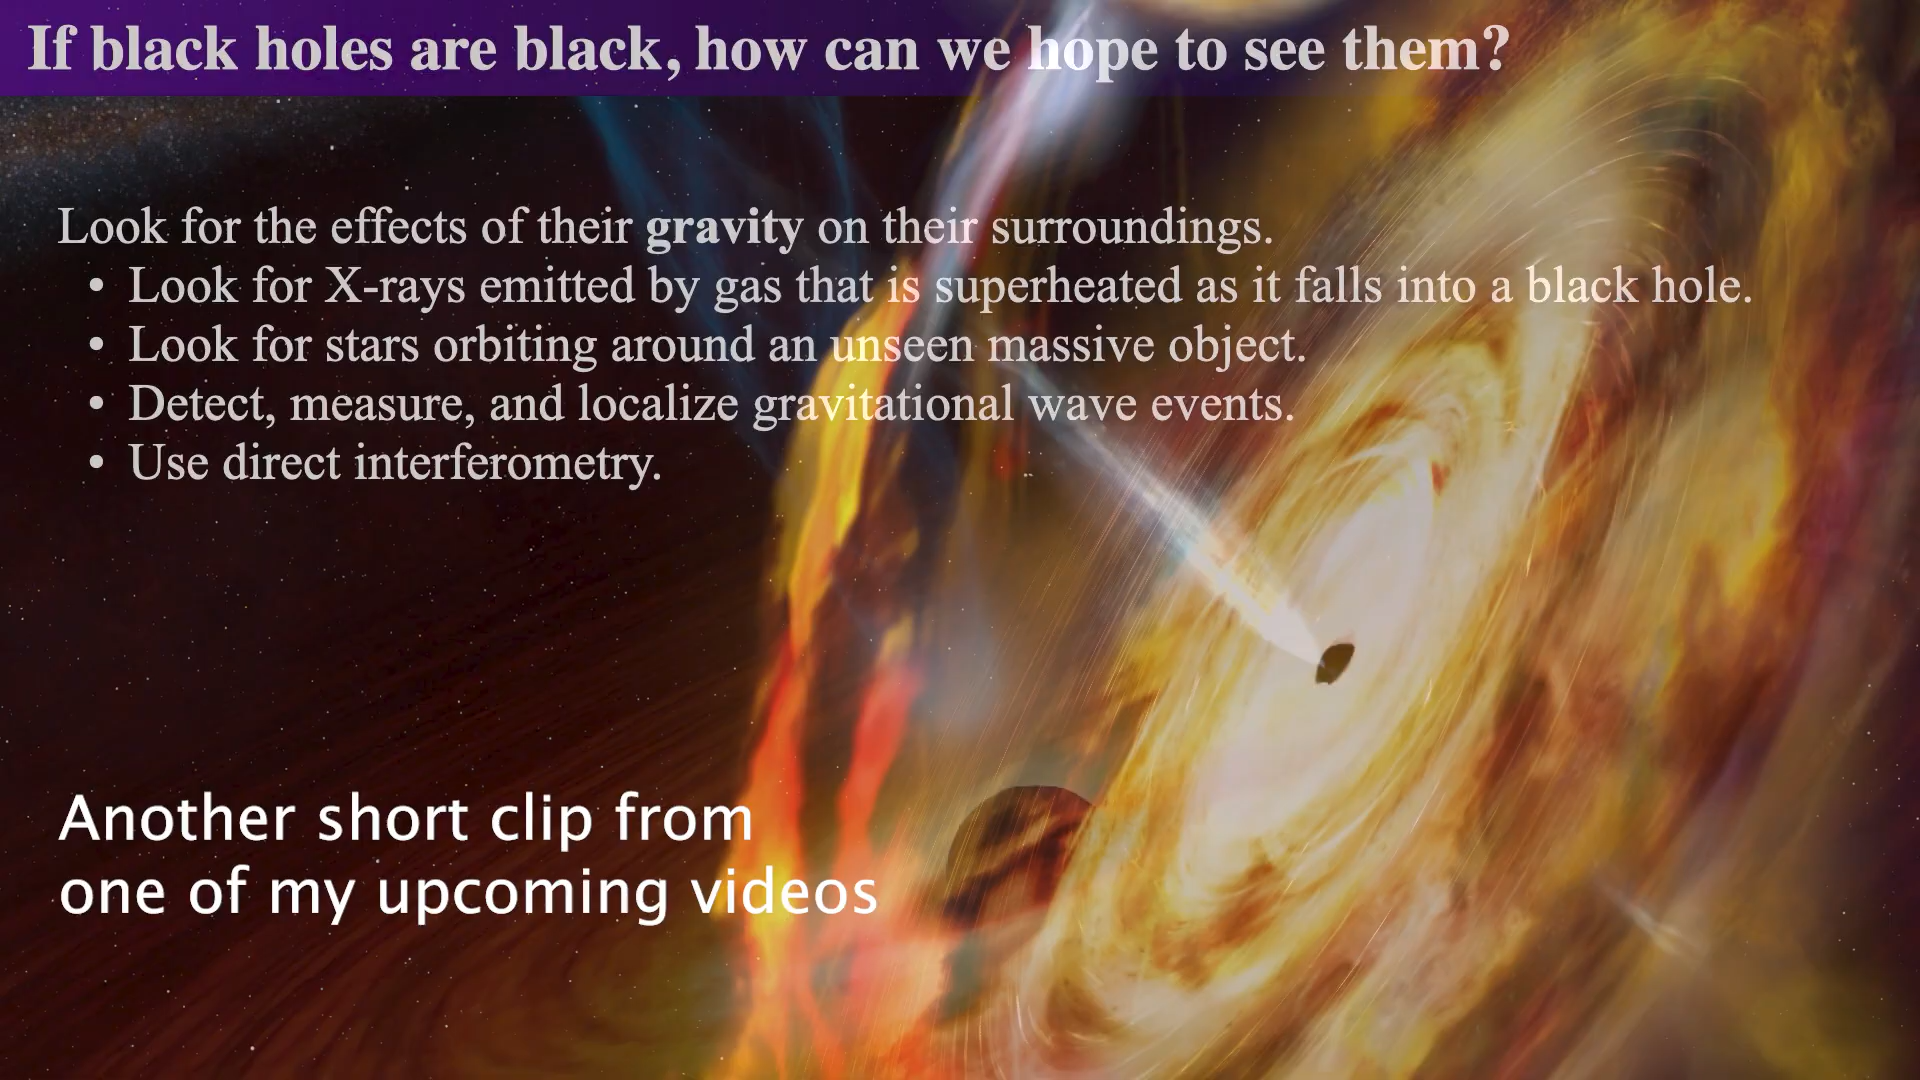 If black holes are black, how can we hope to see them?
Look for the effects of their gravity on their surroundings.
• Look for X-rays emitted by gas that is superheated as it falls into a black hole.
• Look for stars orbiting around an unseen massive object.
• Detect, measure, and localize gravitational wave events.
• Use direct interferometry.
Another short clip from
one of my upcoming videos